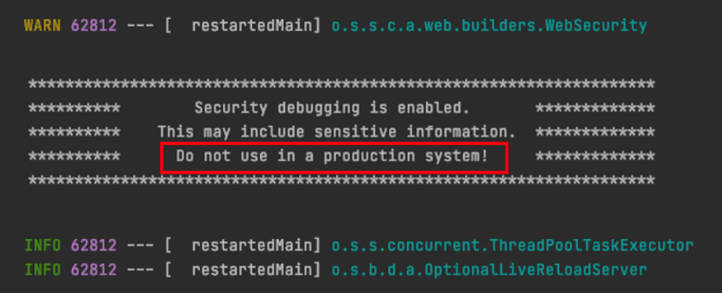 WARN 62812 --- [  restartedMain] o.s.s.c.a.web.builders.WebSecurity
********************************************************************
**********        Security debugging is enabled.       *************
**********    This may include sensitive information.  *************
**********      Do not use in a production system!     *************
********************************************************************
INFO 62812 --- [  restartedMain] o.s.s.concurrent.ThreadPoolTaskExecutor
INFO 62812 --- [  restartedMain] o.s.b.d.a.OptionalLiveReloadServer